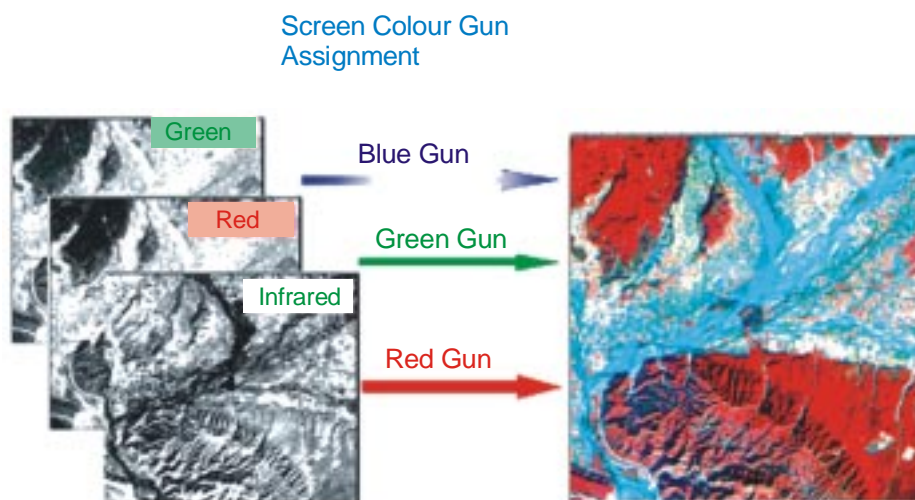 Screen Colour Gun
Assignment
Green
Blue Gun
Red
Green Gun
Infrared
Red Gun